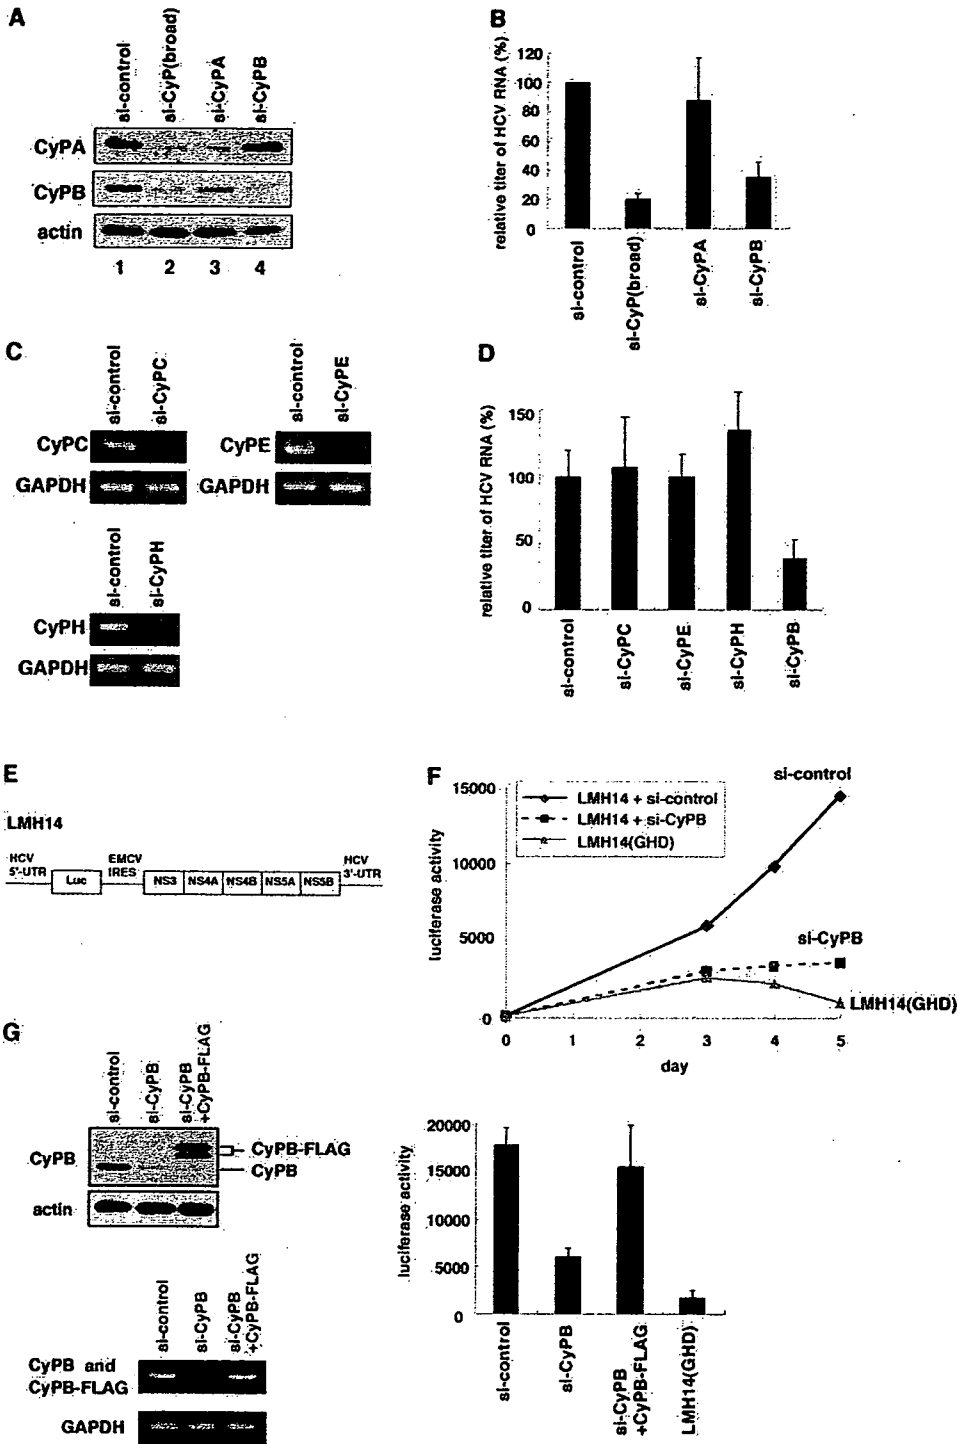 A
si-control
si-CyP(broad)
si-CyPA
si-CyPB
CyPA
CyPB
actin
1 2 3 4
B
relative titer of HCV RNA (%)
120
100
80
60
40
20
0
si-control
si-CyP(broad)
si-CyPA
si-CyPB
C
si-control
si-CyPC
CyPC
GAPDH
si-control
si-CyPE
CyPE
GAPDH
si-control
si-CyPH
CyPH
GAPDH
D
relative titer of HCV RNA (%)
150
100
50
0
si-control
si-CyPC
si-CyPE
si-CyPH
si-CyPB
E
LMH14
HCV
5'-UTR
Luc
EMCV
IRES
NS3 NS4A NS4B NS5A NS5B
HCV
3'-UTR
F
luciferase activity
15000
10000
5000
0
LMH14 + si-control
LMH14 + si-CyPB
LMH14(GHD)
si-control
si-CyPB
LMH14(GHD)
0 1 2 3 4 5
day
G
si-control
si-CyPB
si-CyPB
+CyPB-FLAG
CyPB
CyPB-FLAG
CyPB
actin
si-control
si-CyPB
si-CyPB
+CyPB-FLAG
CyPB and
CyPB-FLAG
GAPDH
luciferase activity
20000
15000
10000
5000
0
si-control
si-CyPB
si-CyPB
+CyPB-FLAG
LMH14(GHD)